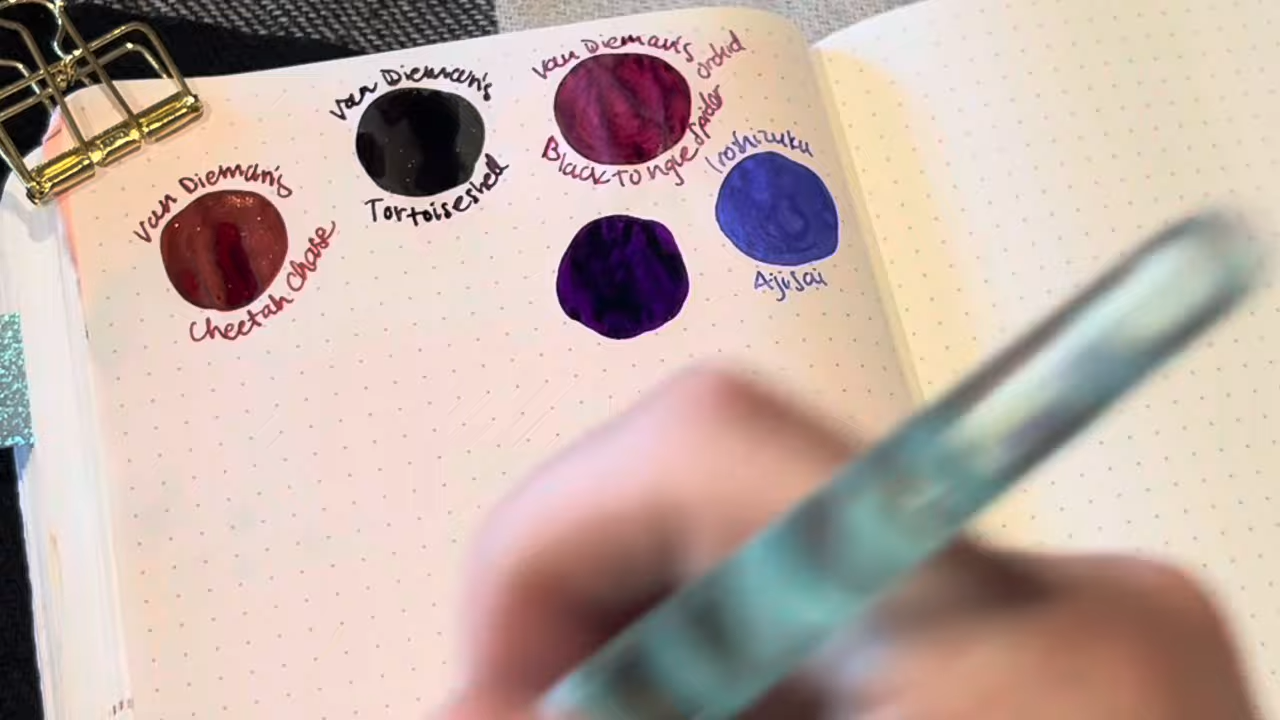 van Dieman's
Cheetah Chase
van Dieman's
Tortoiseshell
van Dieman's
Black Tongue Spider orchid
Iroshizuku
Ajisai